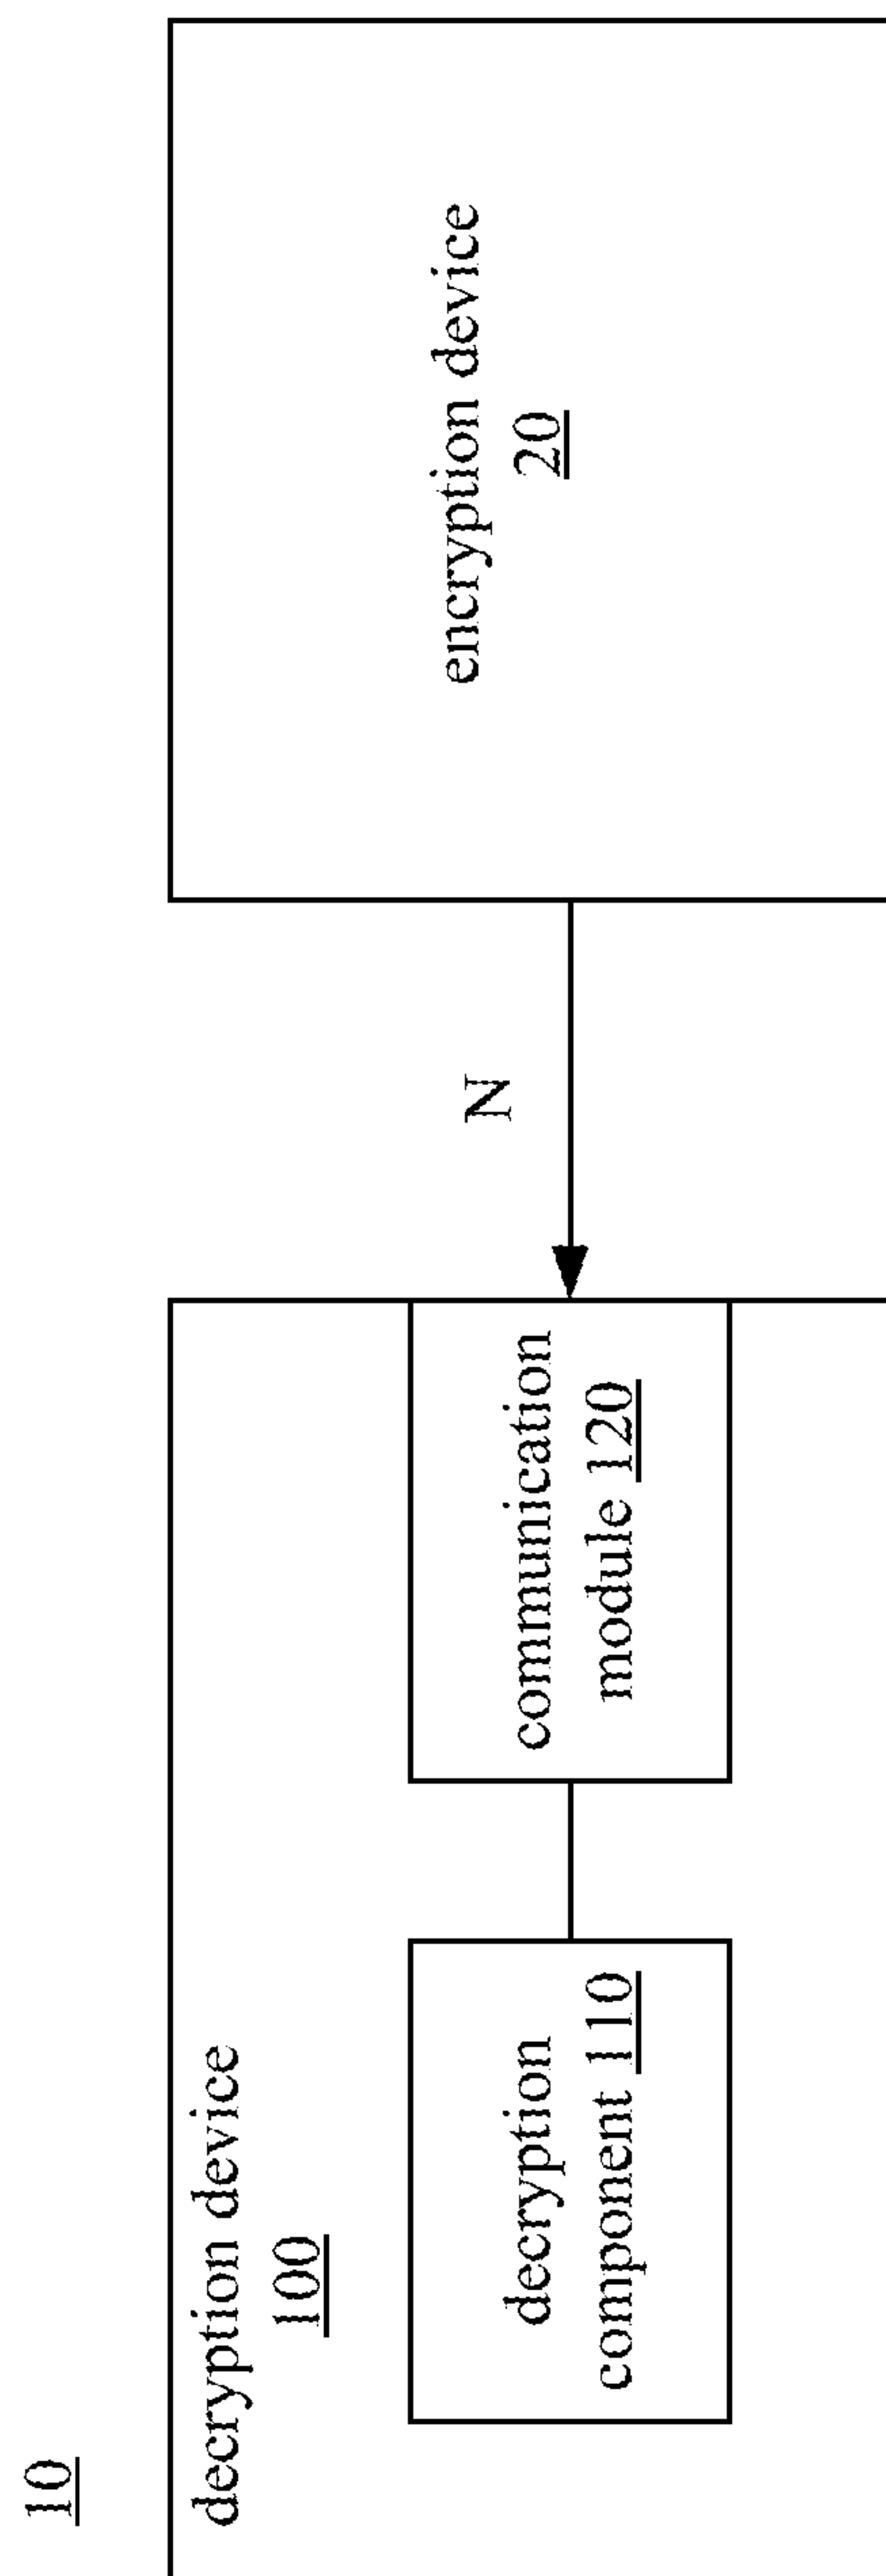 10
decryption device
100
decryption
component 110
communication
module 120
N
encryption device
20